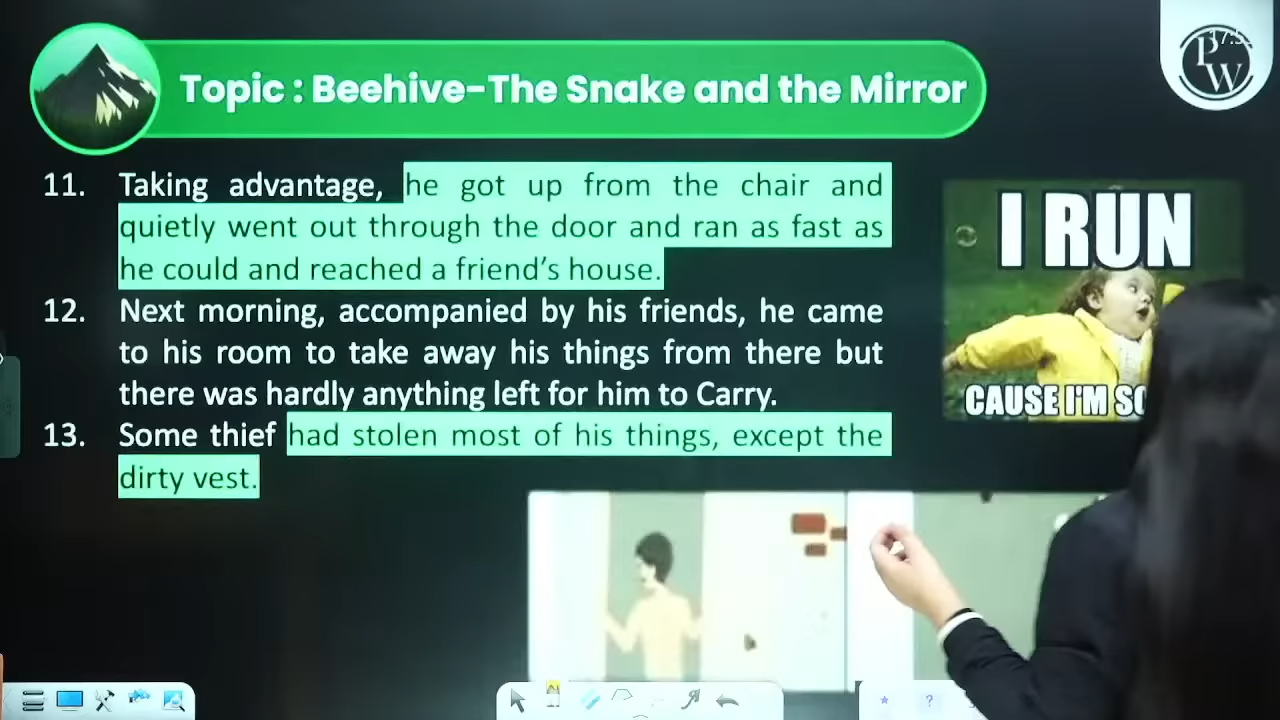 Topic : Beehive-The Snake and the Mirror
PW
11. Taking advantage, he got up from the chair and
quietly went out through the door and ran as fast as
he could and reached a friend's house.
12. Next morning, accompanied by his friends, he came
to his room to take away his things from there but
there was hardly anything left for him to Carry.
13. Some thief had stolen most of his things, except the
dirty vest.
I RUN
CAUSE I'M